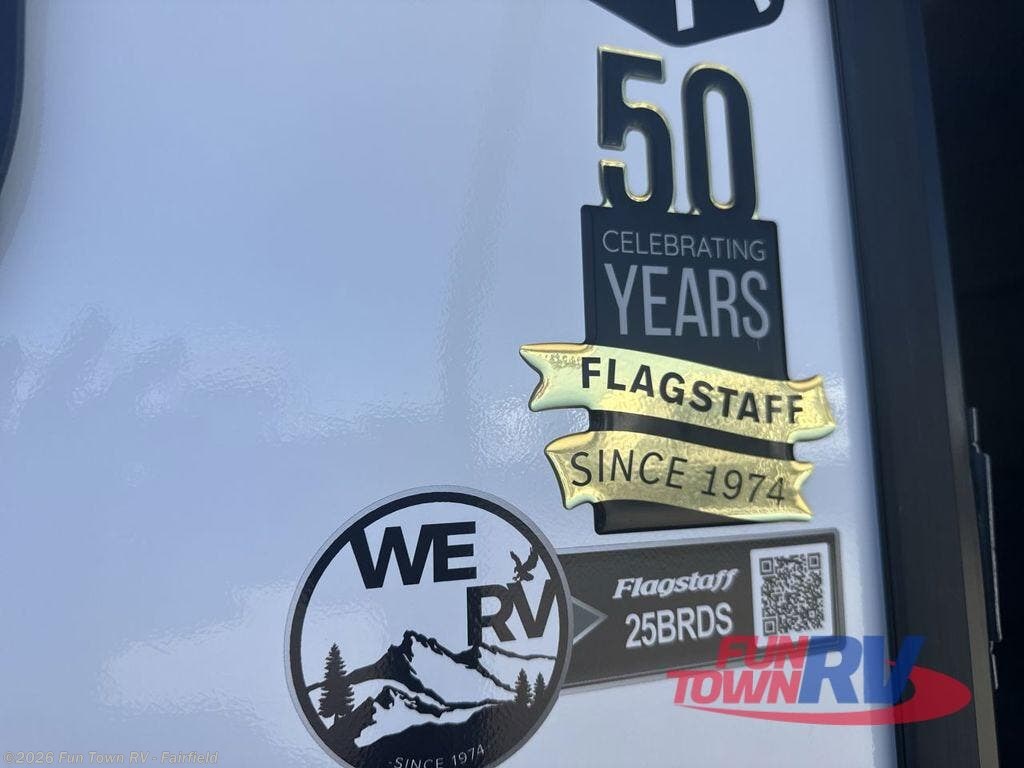 50
CELEBRATING
YEARS
FLAGSTAFF
SINCE 1974
WE
RV
SINCE 1974
Flagstaff
25BRDS
FUN
TOWN RV
©2026 Fun Town RV - Fairfield